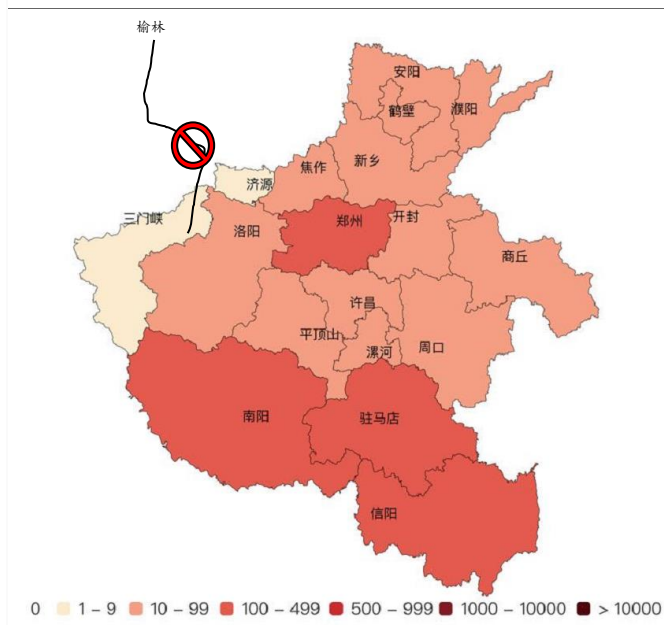 榆林
安阳
鹤壁
濮阳
新乡
焦作
济源
三门峡
洛阳
郑州
开封
商丘
许昌
平顶山
漯河
周口
南阳
驻马店
信阳
0 1 – 9 10 – 99 100 – 499 500 – 999 1000 – 10000 > 10000